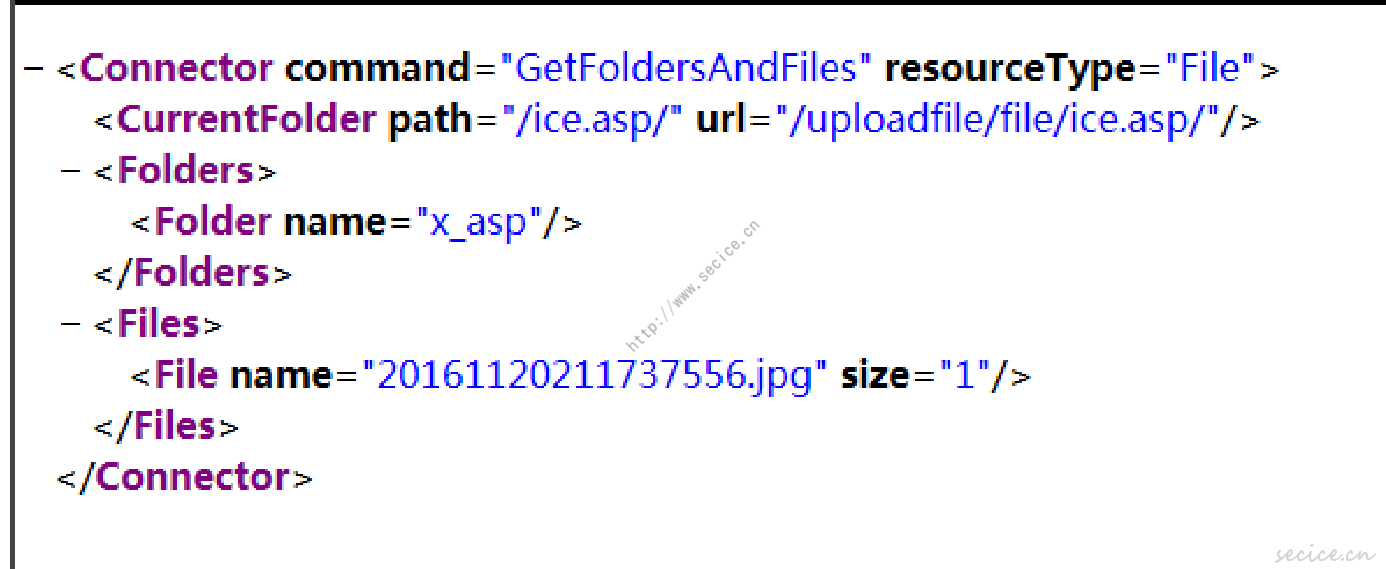 − <Connector command="GetFoldersAndFiles" resourceType="File">
<CurrentFolder path="/ice.asp/" url="/uploadfile/file/ice.asp/"/>
− <Folders>
<Folder name="x_asp"/>
</Folders>
− <Files>
<File name="20161120211737556.jpg" size="1"/>
</Files>
</Connector>
http://www.secice.cn
secice.cn